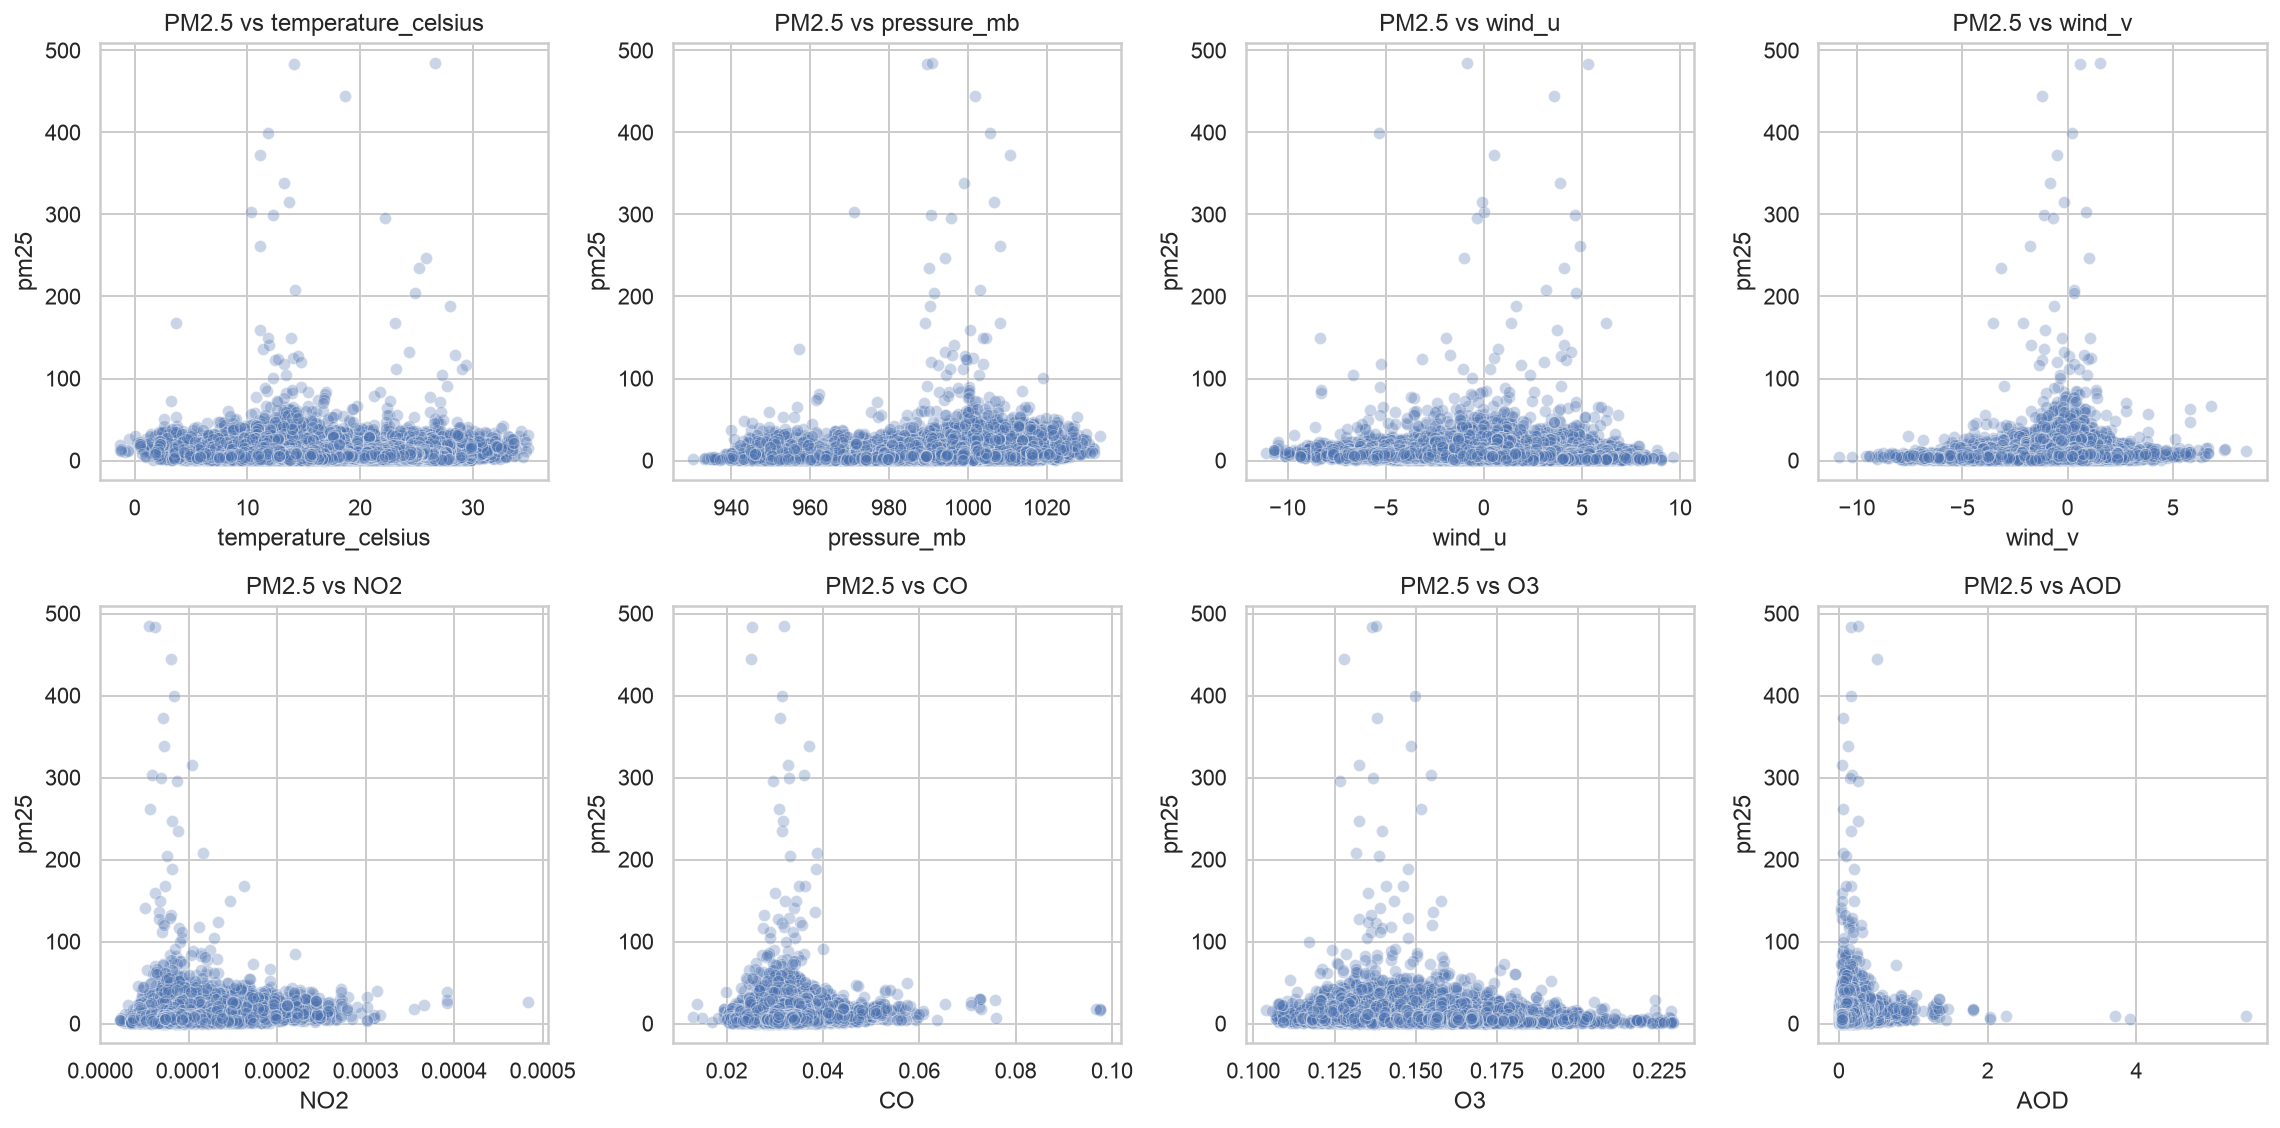 PM2.5 vs temperature_celsius
500
400
300
200
100
0
pm25
0 10 20 30
temperature_celsius
PM2.5 vs pressure_mb
500
400
300
200
100
0
pm25
940 960 980 1000 1020
pressure_mb
PM2.5 vs wind_u
500
400
300
200
100
0
pm25
−10 −5 0 5 10
wind_u
PM2.5 vs wind_v
500
400
300
200
100
0
pm25
−10 −5 0 5
wind_v
PM2.5 vs NO2
500
400
300
200
100
0
pm25
0.0000 0.0001 0.0002 0.0003 0.0004 0.0005
NO2
PM2.5 vs CO
500
400
300
200
100
0
pm25
0.02 0.04 0.06 0.08 0.10
CO
PM2.5 vs O3
500
400
300
200
100
0
pm25
0.100 0.125 0.150 0.175 0.200 0.225
O3
PM2.5 vs AOD
500
400
300
200
100
0
pm25
0 2 4
AOD